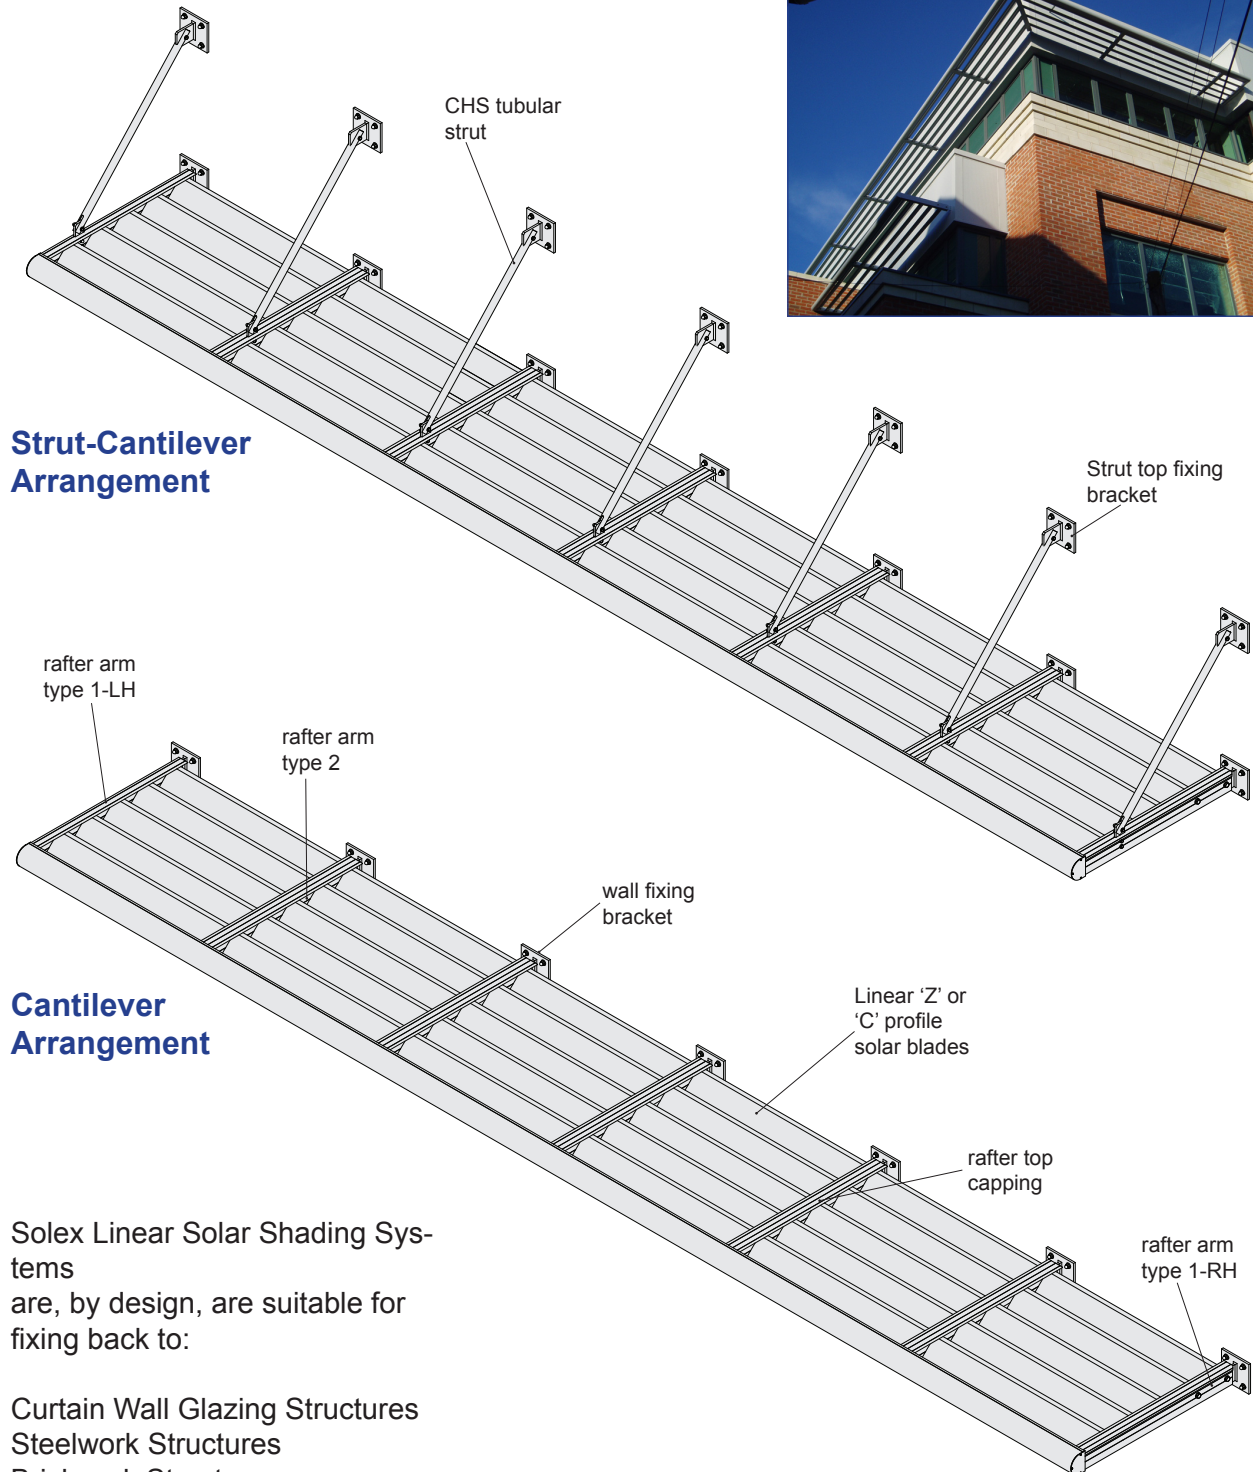 CHS tubular
strut
Strut-Cantilever
Arrangement
Strut top fixing
bracket
rafter arm
type 1-LH
rafter arm
type 2
wall fixing
bracket
Cantilever
Arrangement
Linear ‘Z’ or
‘C’ profile
solar blades
rafter top
capping
rafter arm
type 1-RH
Solex Linear Solar Shading Sys-
tems
are, by design, are suitable for
fixing back to:
Curtain Wall Glazing Structures
Steelwork Structures